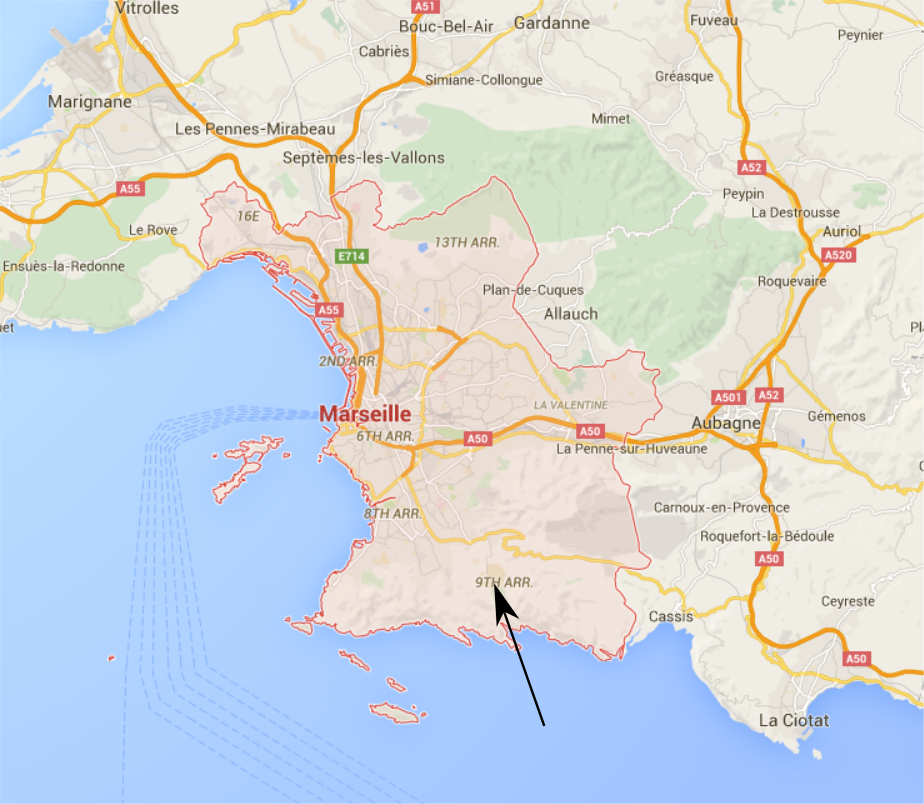 Vitrolles
A51
Bouc-Bel-Air
Gardanne
Fuveau
Peynier
Cabriès
Simiane-Collongue
Gréasque
Marignane
Mimet
Les Pennes-Mirabeau
Septèmes-les-Vallons
A52
A55
Peypin
La Destrousse
16E
Le Rove
13TH ARR.
Auriol
E714
A520
Ensuès-la-Redonne
Roquevaire
Plan-de-Cuques
A55
Allauch
et
Pl
2ND ARR.
A501
A52
LA VALENTINE
Marseille
Aubagne
Gémenos
6TH ARR.
A50
A50
La Penne-sur-Huveaune
8TH ARR.
Carnoux-en-Provence
Roquefort-la-Bédoule
A50
9TH ARR.
Ceyreste
Cassis
A50
La Ciotat